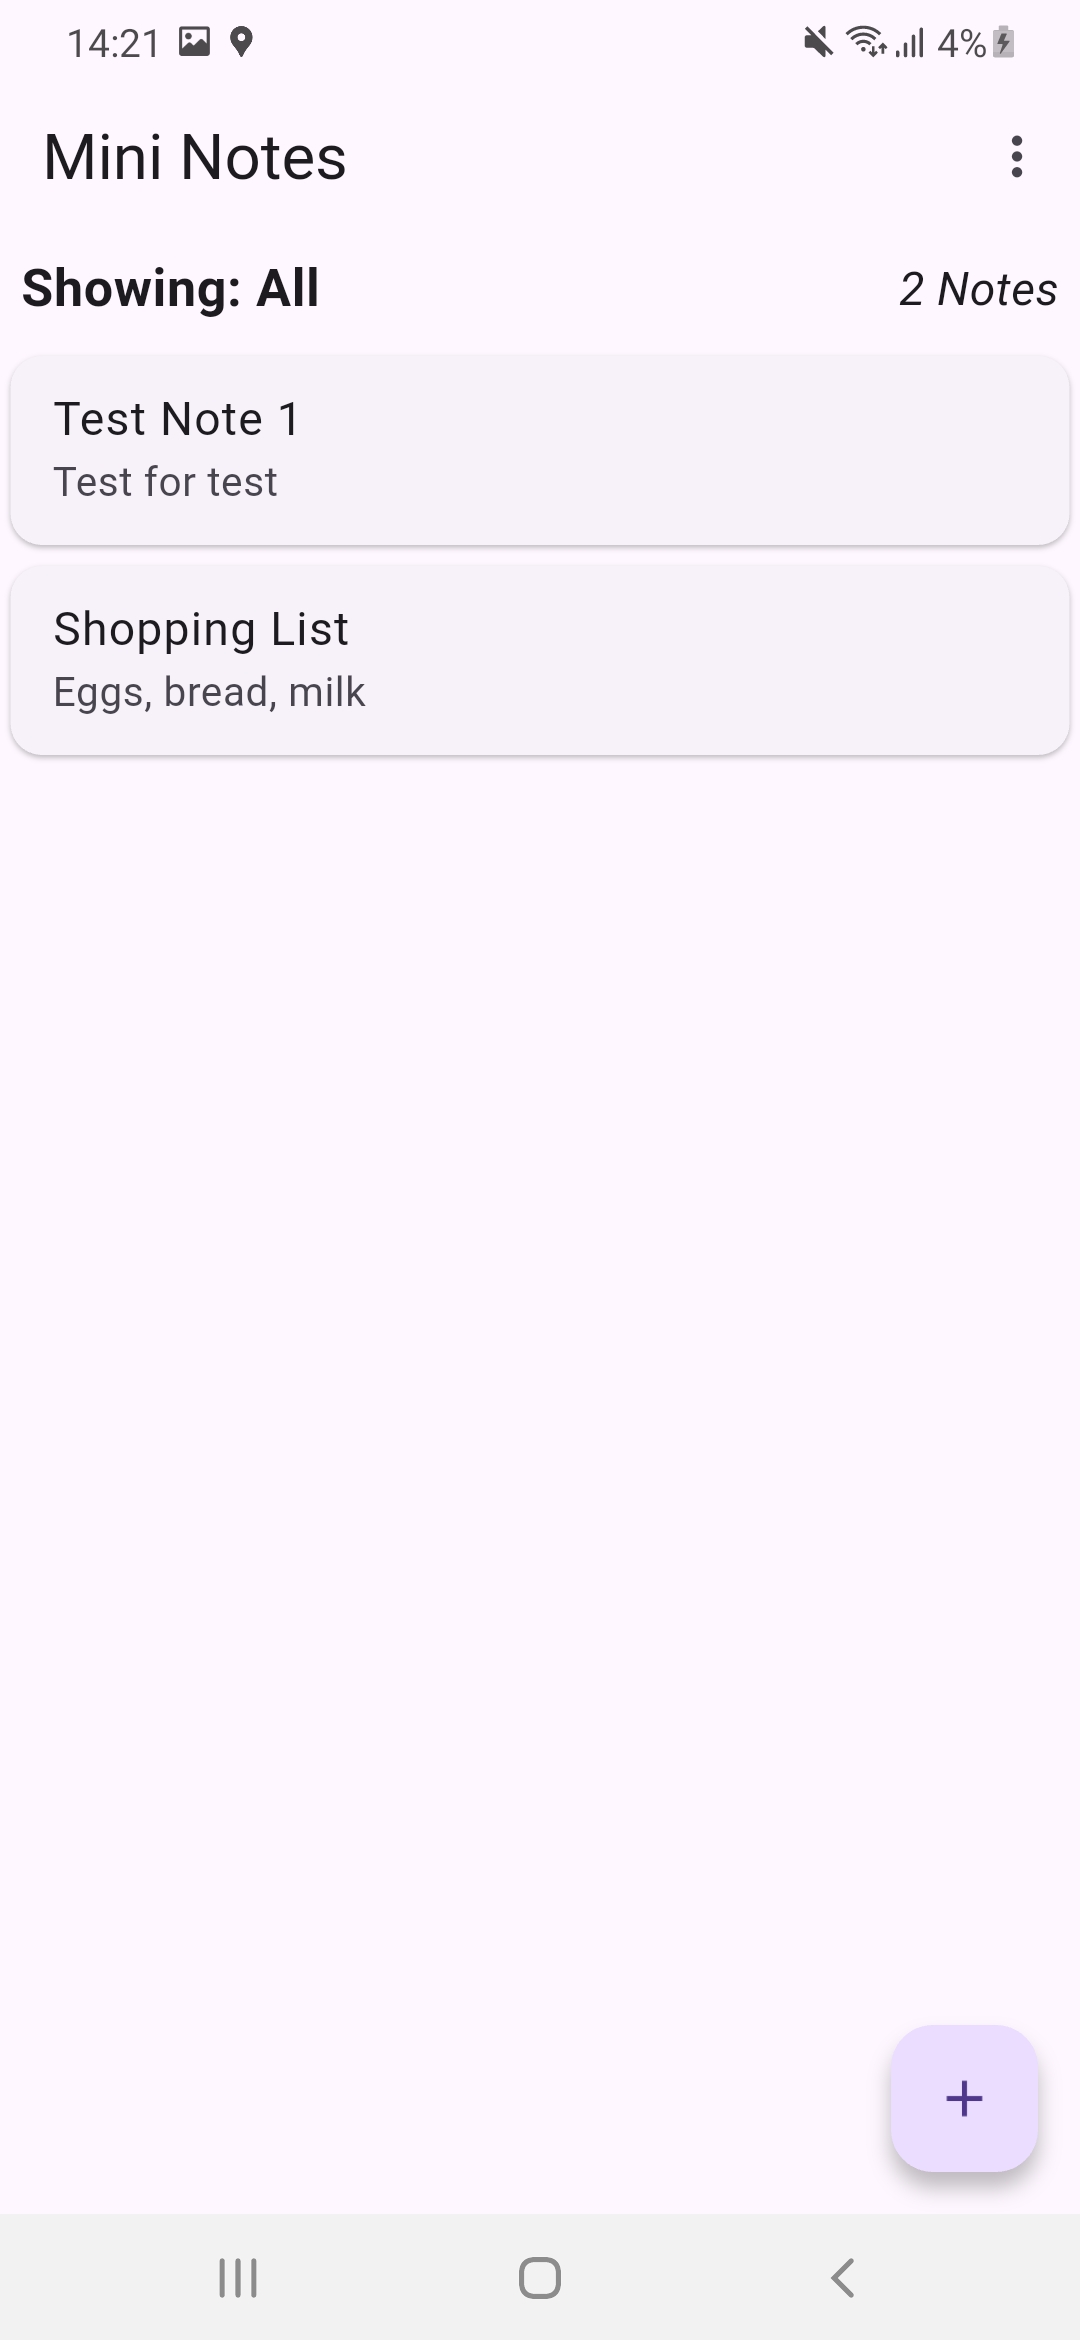 14:21 4%
Mini Notes
Showing: All 2 Notes
Test Note 1
Test for test
Shopping List
Eggs, bread, milk